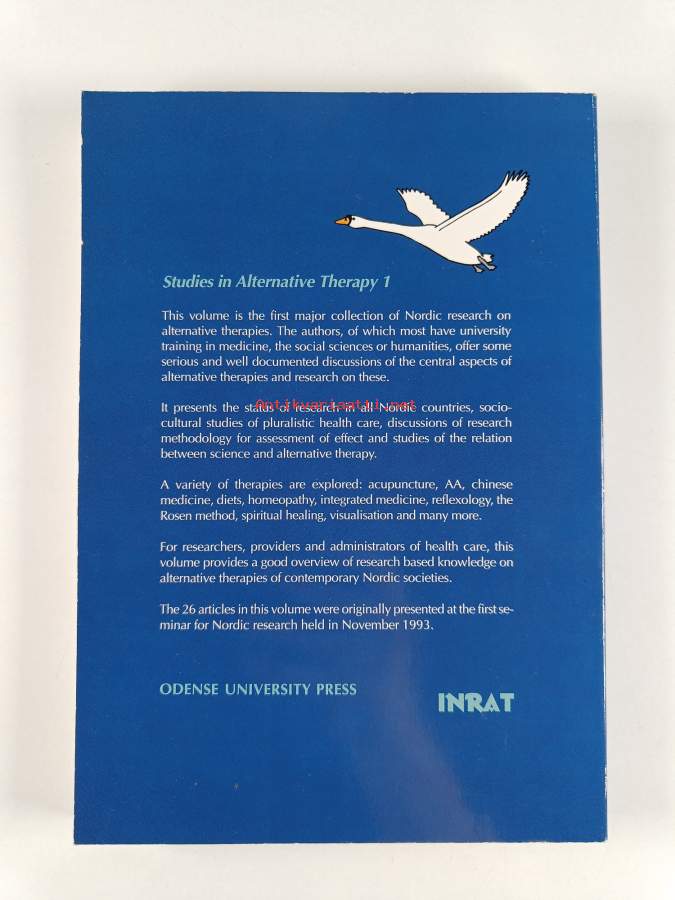 Studies in Alternative Therapy 1
This volume is the first major collection of Nordic research on
alternative therapies. The authors, of which most have university
training in medicine, the social sciences or humanities, offer some
serious and well documented discussions of the central aspects of
alternative therapies and research on these.
It presents the status of research in all Nordic countries, socio-
cultural studies of pluralistic health care, discussions of research
methodology for assessment of effect and studies of the relation
between science and alternative therapy.
Antikvariaatti.net
A variety of therapies are explored: acupuncture, AA, chinese
medicine, diets, homeopathy, integrated medicine, reflexology, the
Rosen method, spiritual healing, visualisation and many more.
For researchers, providers and administrators of health care, this
volume provides a good overview of research based knowledge on
alternative therapies of contemporary Nordic societies.
The 26 articles in this volume were originally presented at the first se-
minar for Nordic research held in November 1993.
ODENSE UNIVERSITY PRESS
INRAT